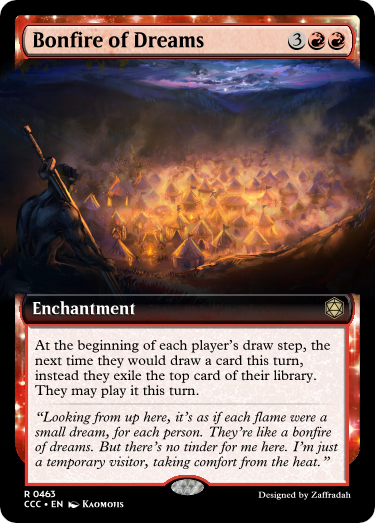 Bonfire of Dreams 3
Enchantment
At the beginning of each player's draw step, the
next time they would draw a card this turn,
instead they exile the top card of their library.
They may play it this turn.
“Looking from up here, it's as if each flame were a
small dream, for each person. They're like a bonfire
of dreams. But there's no tinder for me here. I'm just
a temporary visitor, taking comfort from the heat.”
R 0463 Designed by Zaffradah
CCC • EN Kaomotis